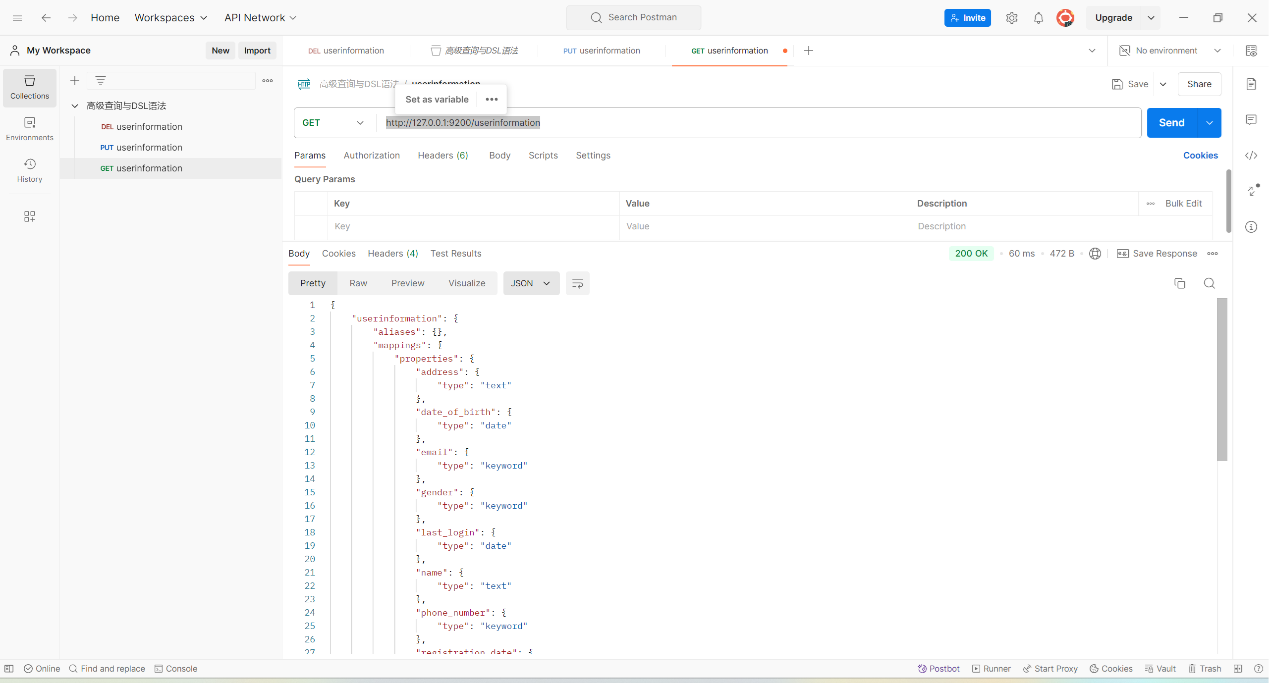 Home Workspaces API Network Search Postman Invite Upgrade
My Workspace New Import
DEL userinformation 高级查询与DSL语法 PUT userinformation GET userinformation No environment
Collections
Environments
History
高级查询与DSL语法
DEL userinformation
PUT userinformation
GET userinformation
HTTP 高级查询与DSL语法 / userinformation Save Share
Set as variable
GET http://127.0.0.1:9200/userinformation Send
Params Authorization Headers (6) Body Scripts Settings Cookies
Query Params
Key Value Description Bulk Edit
Key Value Description
Body Cookies Headers (4) Test Results 200 OK 60 ms 472 B Save Response
Pretty Raw Preview Visualize JSON
1 {
2 "userinformation": {
3 "aliases": {},
4 "mappings": {
5 "properties": {
6 "address": {
7 "type": "text"
8 },
9 "date_of_birth": {
10 "type": "date"
11 },
12 "email": {
13 "type": "keyword"
14 },
15 "gender": {
16 "type": "keyword"
17 },
18 "last_login": {
19 "type": "date"
20 },
21 "name": {
22 "type": "text"
23 },
24 "phone_number": {
25 "type": "keyword"
26 },
27 "registration_date": {
Online Find and replace Console Postbot Runner Start Proxy Cookies Vault Trash